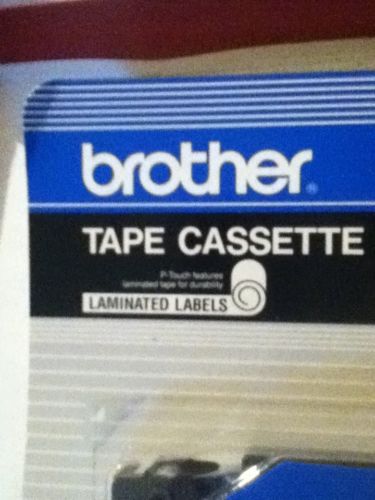 brother®
TAPE CASSETTE
P-Touch features
laminated tape for durability
LAMINATED LABELS